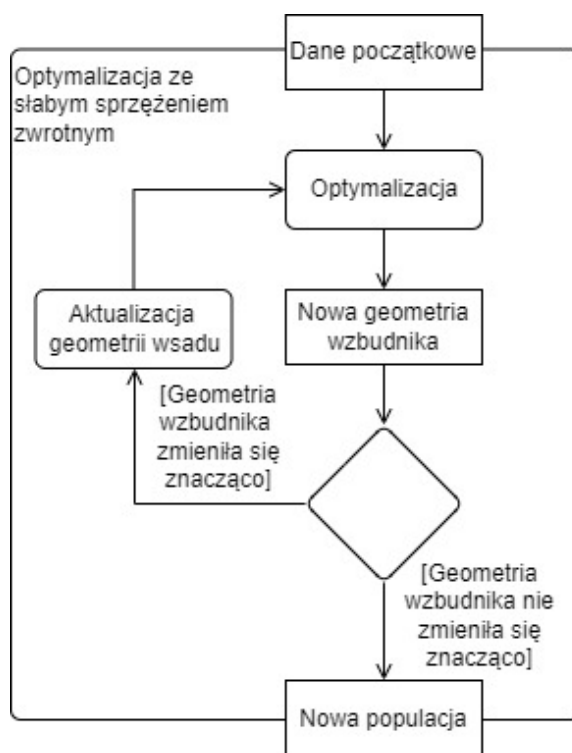 Dane początkowe
Optymalizacja ze
słabym sprzężeniem
zwrotnym
Optymalizacja
Aktualizacja
geometrii wsadu
Nowa geometria
wzbudnika
[Geometria
wzbudnika
zmieniła się
znacząco]
[Geometria
wzbudnika nie
zmieniła się
znacząco]
Nowa populacja